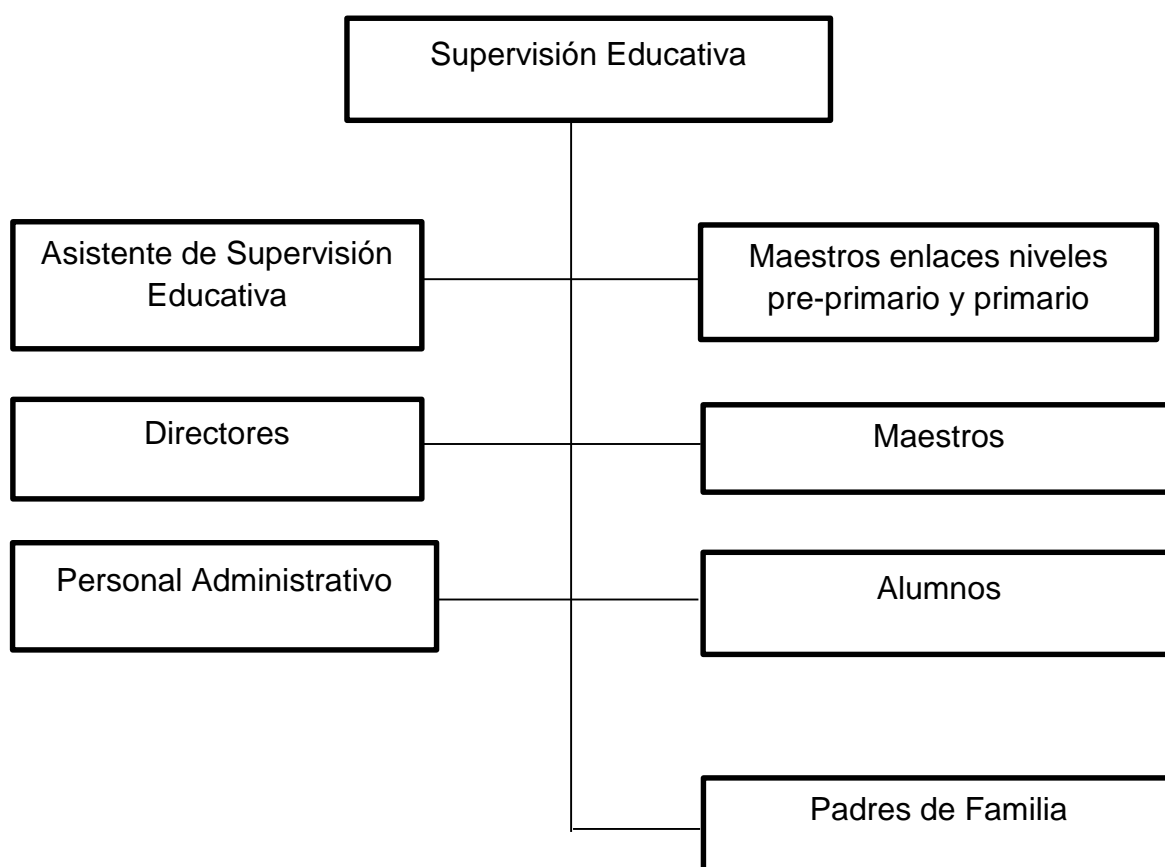 Supervisión Educativa
Asistente de Supervisión
Educativa
Maestros enlaces niveles
pre-primario y primario
Directores
Maestros
Personal Administrativo
Alumnos
Padres de Familia